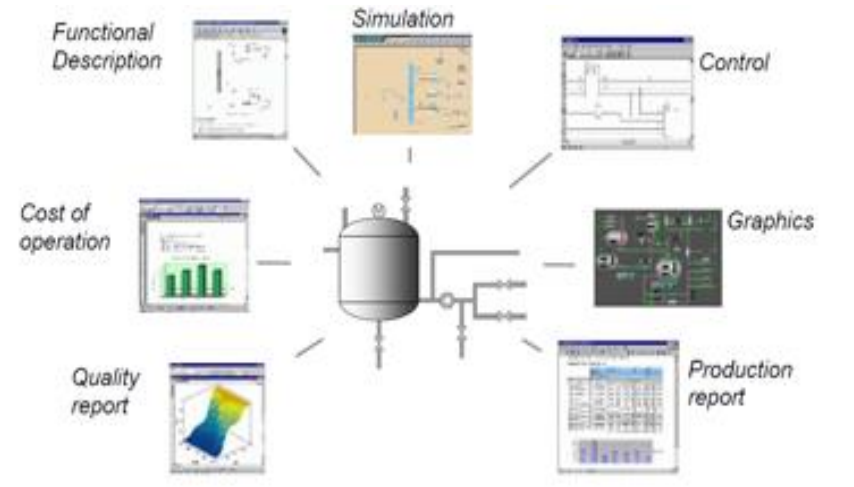 Simulation
Functional
Description
Control
Cost of
operation
Graphics
Quality
report
Production
report